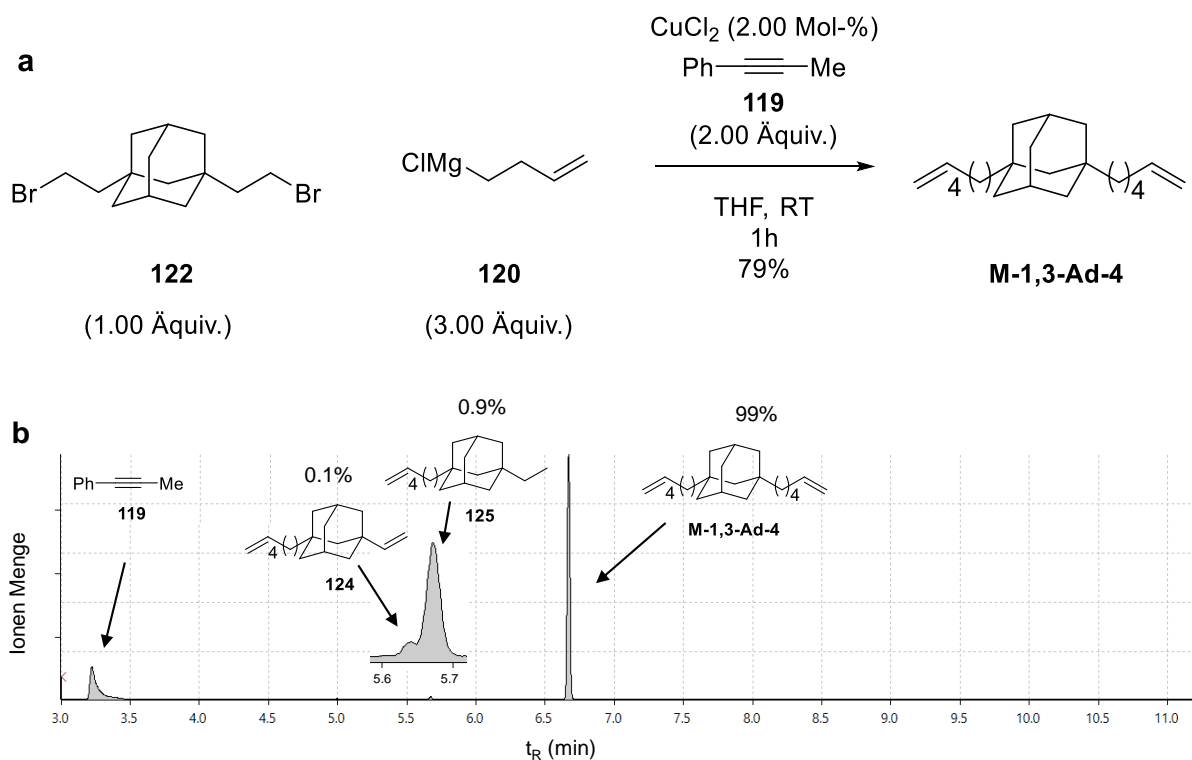 a
CuCl2 (2.00 Mol-%)
Ph Me
119
(2.00 Äquiv.)
Br Br
ClMg
THF, RT
1h
79%
4 4
122
120
M-1,3-Ad-4
(1.00 Äquiv.)
(3.00 Äquiv.)
b
Ph Me
119
0.1%
4
124
0.9%
4
125
99%
4 4
M-1,3-Ad-4
5.6 5.7
Ionen Menge
3.0 3.5 4.0 4.5 5.0 5.5 6.0 6.5 7.0 7.5 8.0 8.5 9.0 9.5 10.0 10.5 11.0
tR (min)